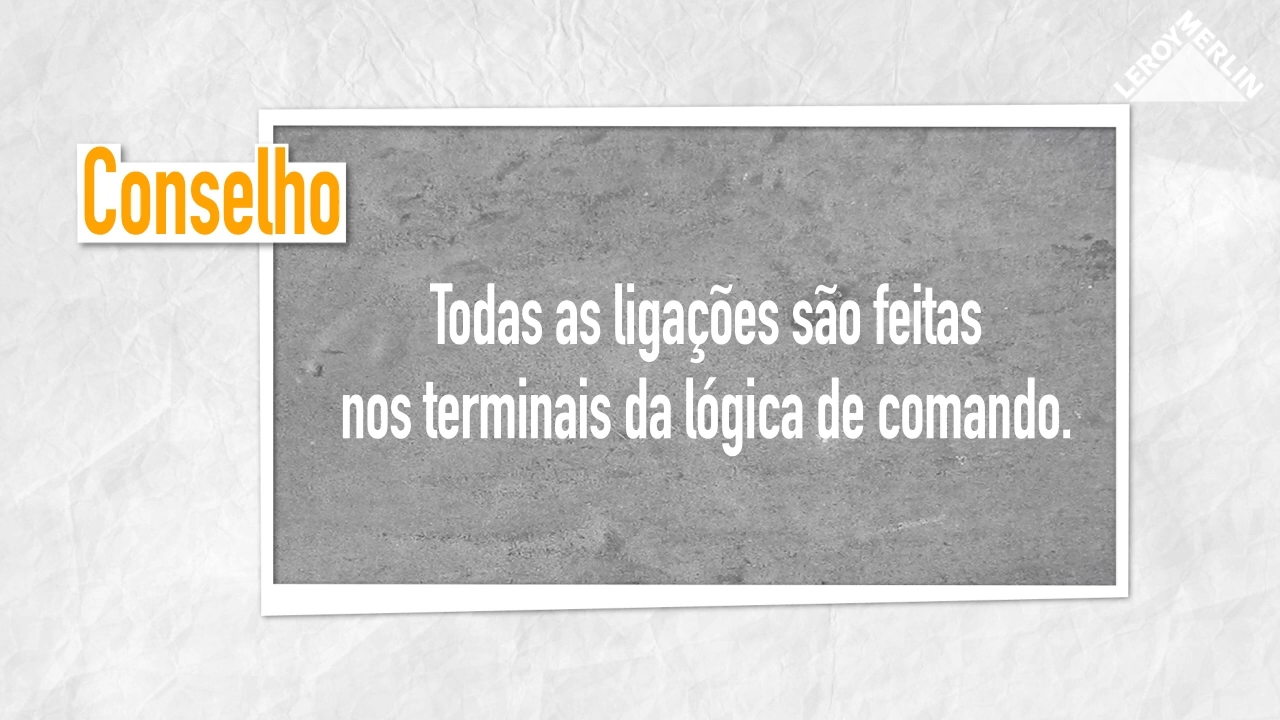 LEROY MERLIN
Conselho
Todas as ligações são feitas
nos terminais da lógica de comando.